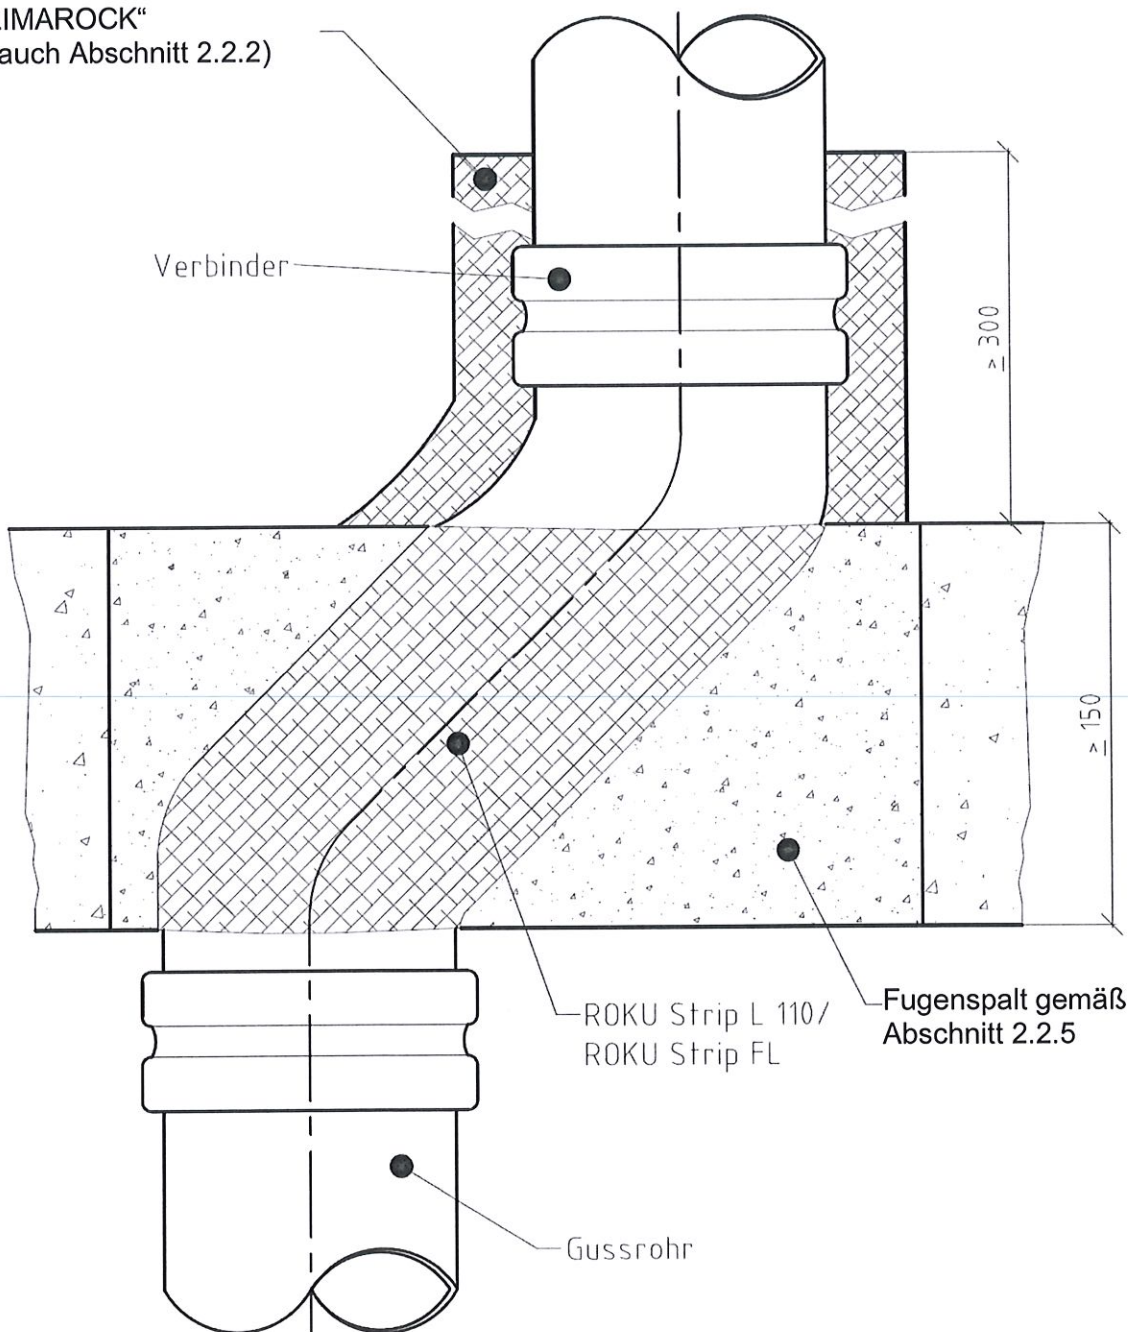 LIMAROCK“
auch Abschnitt 2.2.2)
Verbinder
≥300
≥150
ROKU Strip L 110/
ROKU Strip FL
Fugenspalt gemäß
Abschnitt 2.2.5
Gussrohr